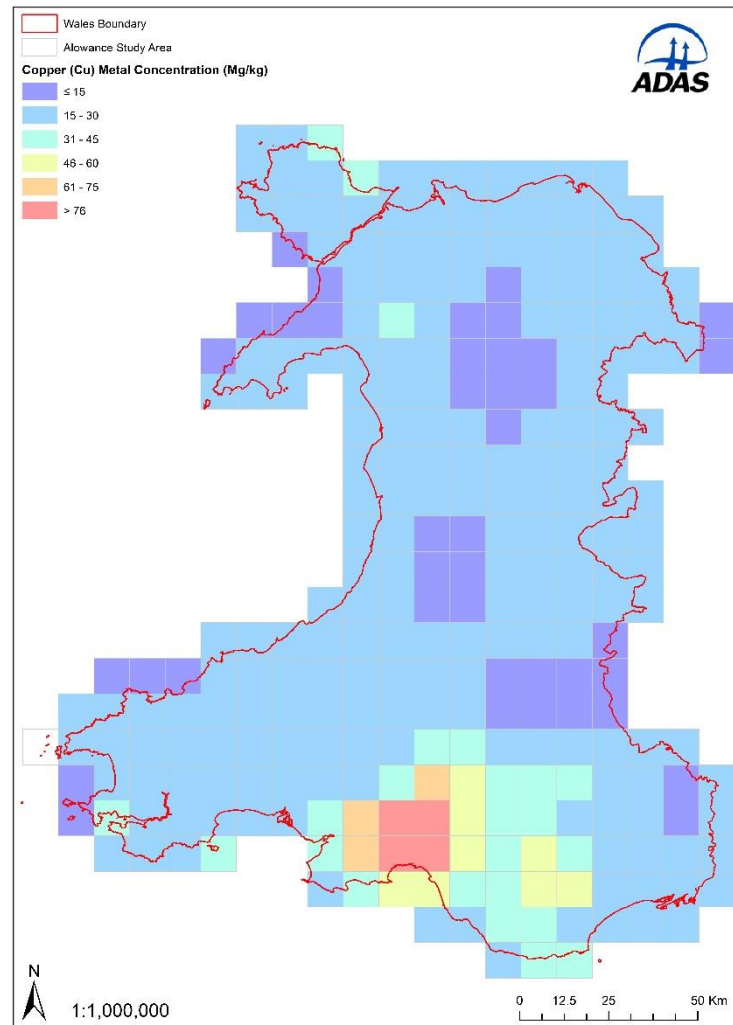 Wales Boundary
Alowance Study Area
Copper (Cu) Metal Concentration (Mg/kg)
≤ 15
15 - 30
31 - 45
46 - 60
61 - 75
> 76
ADAS
N
1:1,000,000
0 12.5 25 50 Km